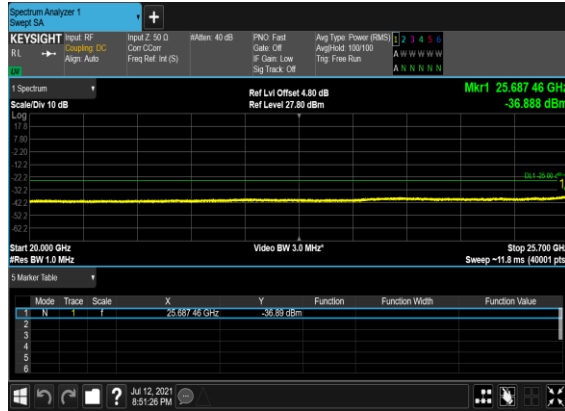 Spectrum Analyzer 1
Swept SA
KEYSIGHT Input: RF Input Z: 50 Ω #Atten: 40 dB PNO: Fast Avg Type: Power (RMS) 1 2 3 4 5 6
RL Coupling: DC Corr CCorr Gate: Off Avg|Hold: 100/100 A W W W W W
Align: Auto Freq Ref: Int (S) IF Gain: Low Trig: Free Run
LW Sig Track: Off A N N N N N
1 Spectrum Ref Lvl Offset 4.80 dB Mkr1 25.687 46 GHz
Scale/Div 10 dB Ref Level 27.80 dBm -36.888 dBm
Log
17.8
7.80
-2.20
-12.2
-22.2 DL1 -25.00
-32.2 1
-42.2
-52.2
-62.2
Start 20.000 GHz Video BW 3.0 MHz* Stop 25.700 GHz
#Res BW 1.0 MHz Sweep ~11.8 ms (40001 pts
5 Marker Table
Mode Trace Scale X Y Function Function Width Function Value
1 N 1 f 25.687 46 GHz -36.89 dBm
2
3
4
5
6
? Jul 12, 2021
8:51:26 PM